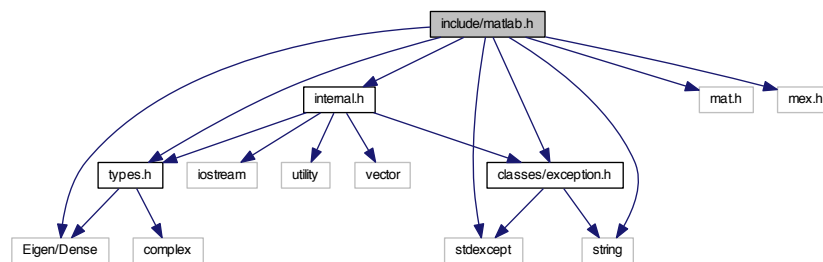 include/matlab.h
internal.h
mat.h
mex.h
types.h
iostream
utility
vector
classes/exception.h
Eigen/Dense
complex
stdexcept
string